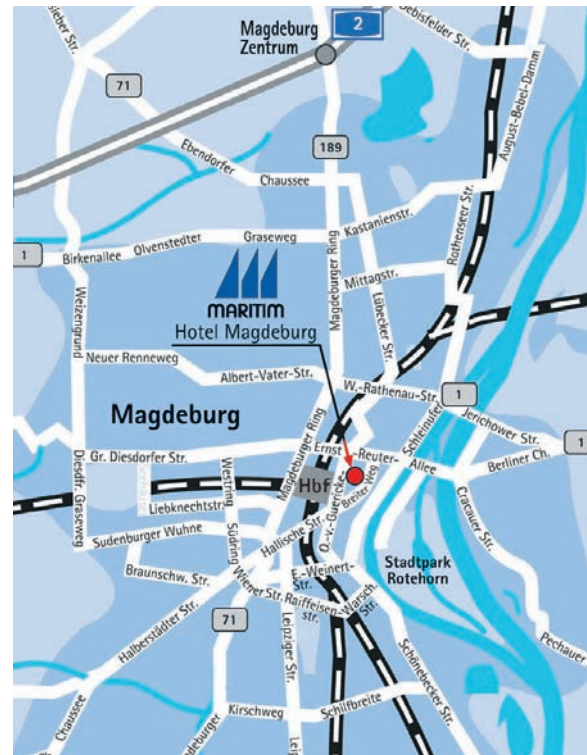 2
Magdeburg
Zentrum
71
189
Ebendorfer
Chaussee
August-Bebel-Damm
Kastanienstr.
Rothenseer Str.
1
Birkenallee
Olvenstedter
Graseweg
MARITIM
Hotel Magdeburg
Magdeburger Ring
Mittagstr.
Lübecker Str.
Weizengrund
Neuer Renneweg
Albert-Vater-Str.
W.-Rathenau-Str.
1
Jerichower Str.
1
Magdeburg
Magdeburger Ring
Schleinufer
Ernst-Reuter-Allee
Berliner Ch.
Gr. Diesdorfer Str.
Diesdfr. Graseweg
Westring
Hbf
Breiter Weg
O.-v.-Guericke-
Cracauer Str.
Liebknechtstr.
Sudenburger Wuhne
Südring
Hallische Str.
Stadtpark
Rotehorn
Braunschw. Str.
Wiener Str.
E.-Weinert-
Str.
Raiffeisen-
str.
Warsch.
Str.
Pechauer
71
Halberstädter Str.
Leipziger Str.
Schönebecker Str.
Chaussee
Kirschweg
Schilfbreite